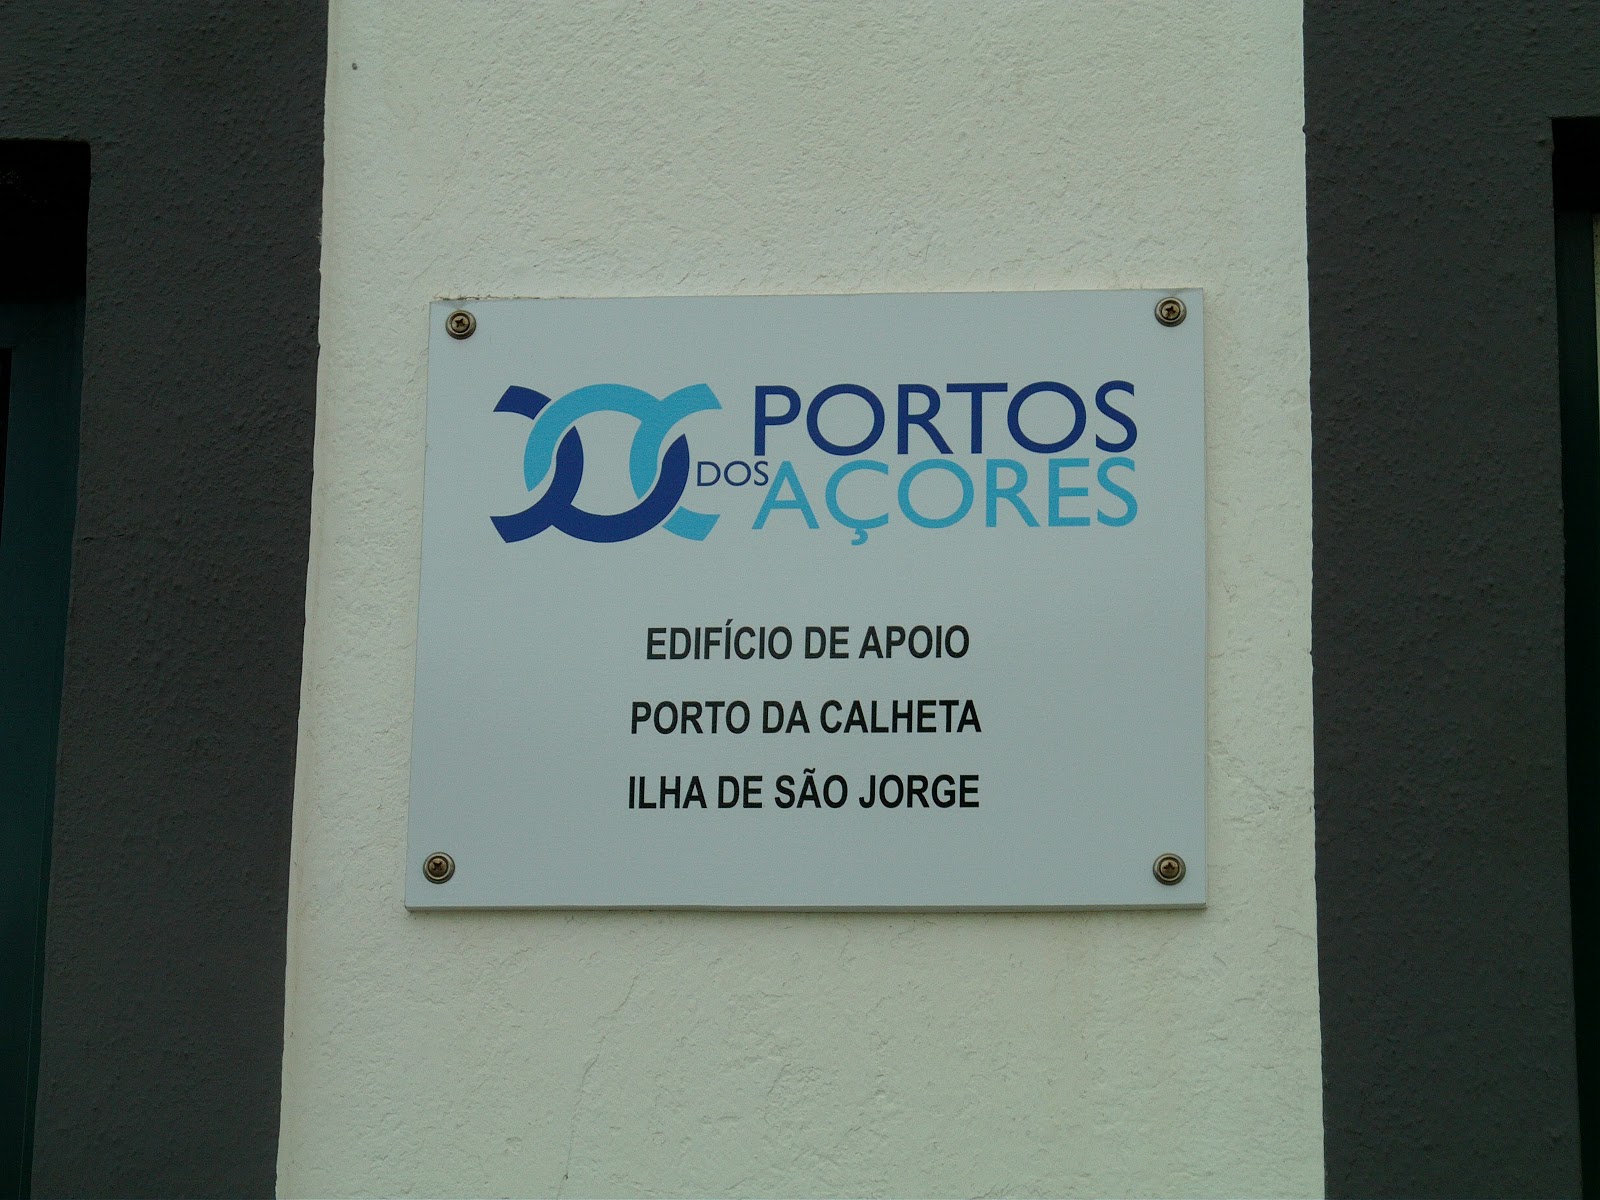 PORTOS
DOS AÇORES
EDIFÍCIO DE APOIO
PORTO DA CALHETA
ILHA DE SÃO JORGE